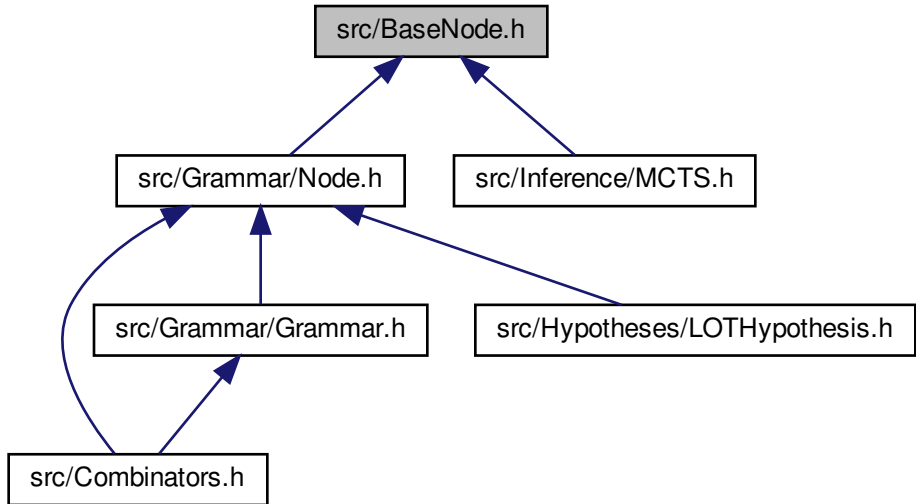 src/BaseNode.h
src/Grammar/Node.h
src/Inference/MCTS.h
src/Grammar/Grammar.h
src/Hypotheses/LOTHypothesis.h
src/Combinators.h